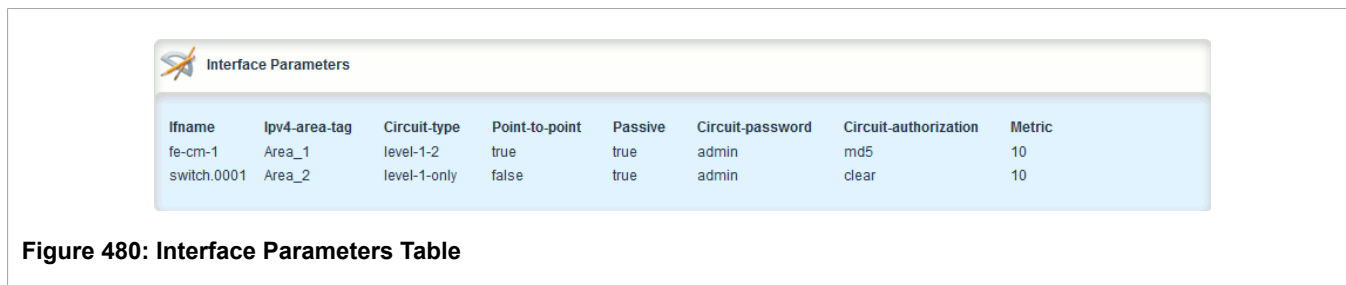 Interface Parameters
Ifname Ipv4-area-tag Circuit-type Point-to-point Passive Circuit-password Circuit-authorization Metric
fe-cm-1 Area_1 level-1-2 true true admin md5 10
switch.0001 Area_2 level-1-only false true admin clear 10
Figure 480: Interface Parameters Table